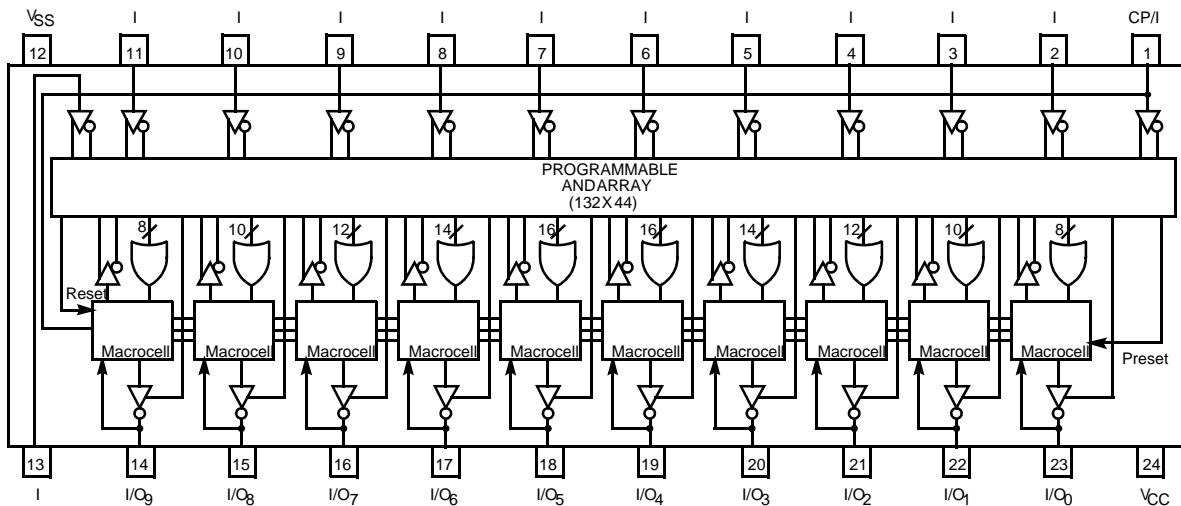 VSS I I I I I I I I I I CP/I
12 11 10 9 8 7 6 5 4 3 2 1
PROGRAMMABLE
ANDARRAY
(132X44)
8 10 12 14 16 16 14 12 10 8
Reset
Macrocell Macrocell Macrocell Macrocell Macrocell Macrocell Macrocell Macrocell Macrocell Macrocell
Preset
13 14 15 16 17 18 19 20 21 22 23 24
I I/O9 I/O8 I/O7 I/O6 I/O5 I/O4 I/O3 I/O2 I/O1 I/O0 VCC